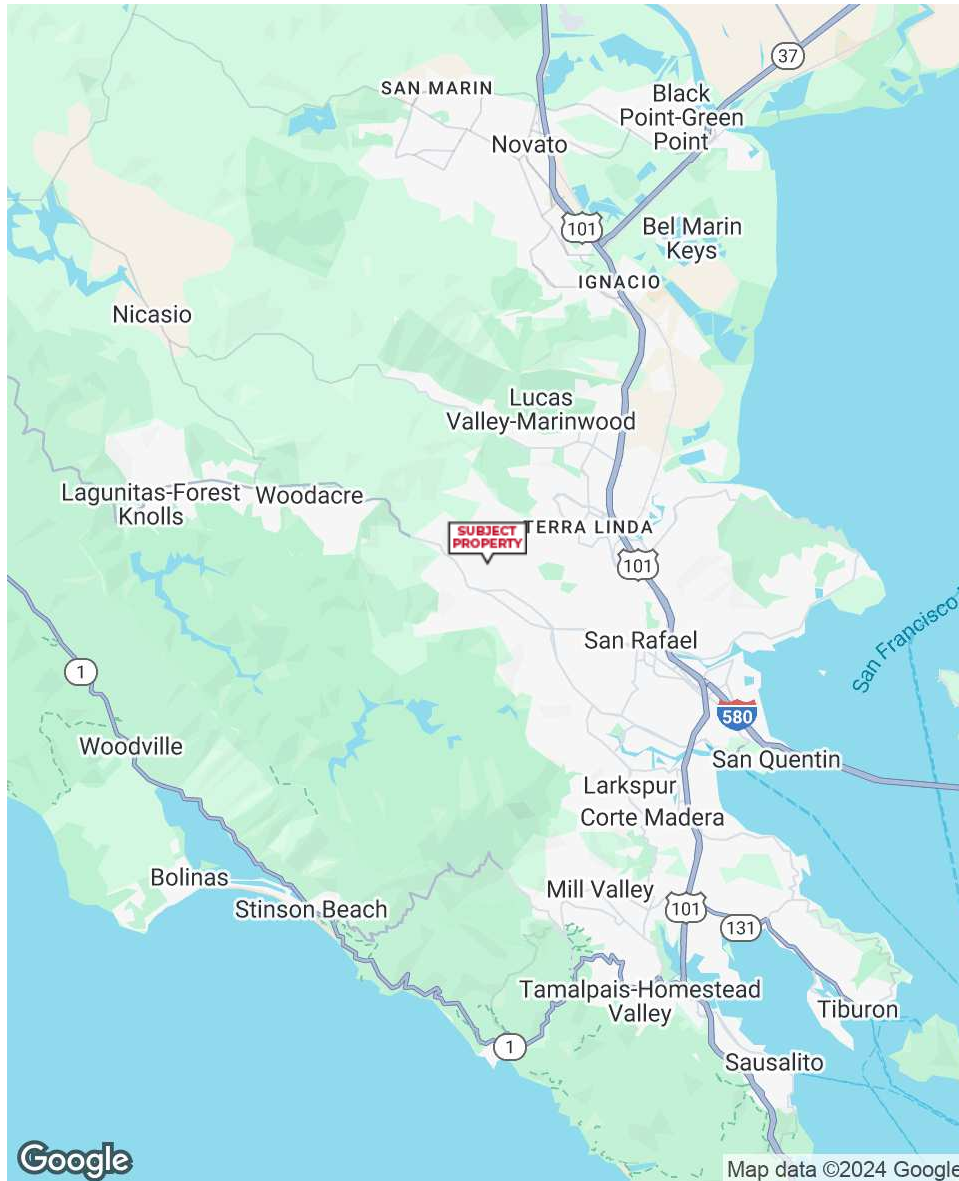 37
SAN MARIN
Black
Point-Green
Point
Novato
101
Bel Marin
Keys
IGNACIO
Nicasio
Lucas
Valley-Marinwood
Lagunitas-Forest
Knolls
Woodacre
SUBJECT
PROPERTY
TERRA LINDA
101
San Francisco
San Rafael
1
580
Woodville
San Quentin
Larkspur
Corte Madera
Bolinas
Stinson Beach
Mill Valley
101
131
Tamalpais-Homestead
Valley
Tiburon
1
Sausalito
Google
Map data ©2024 Google